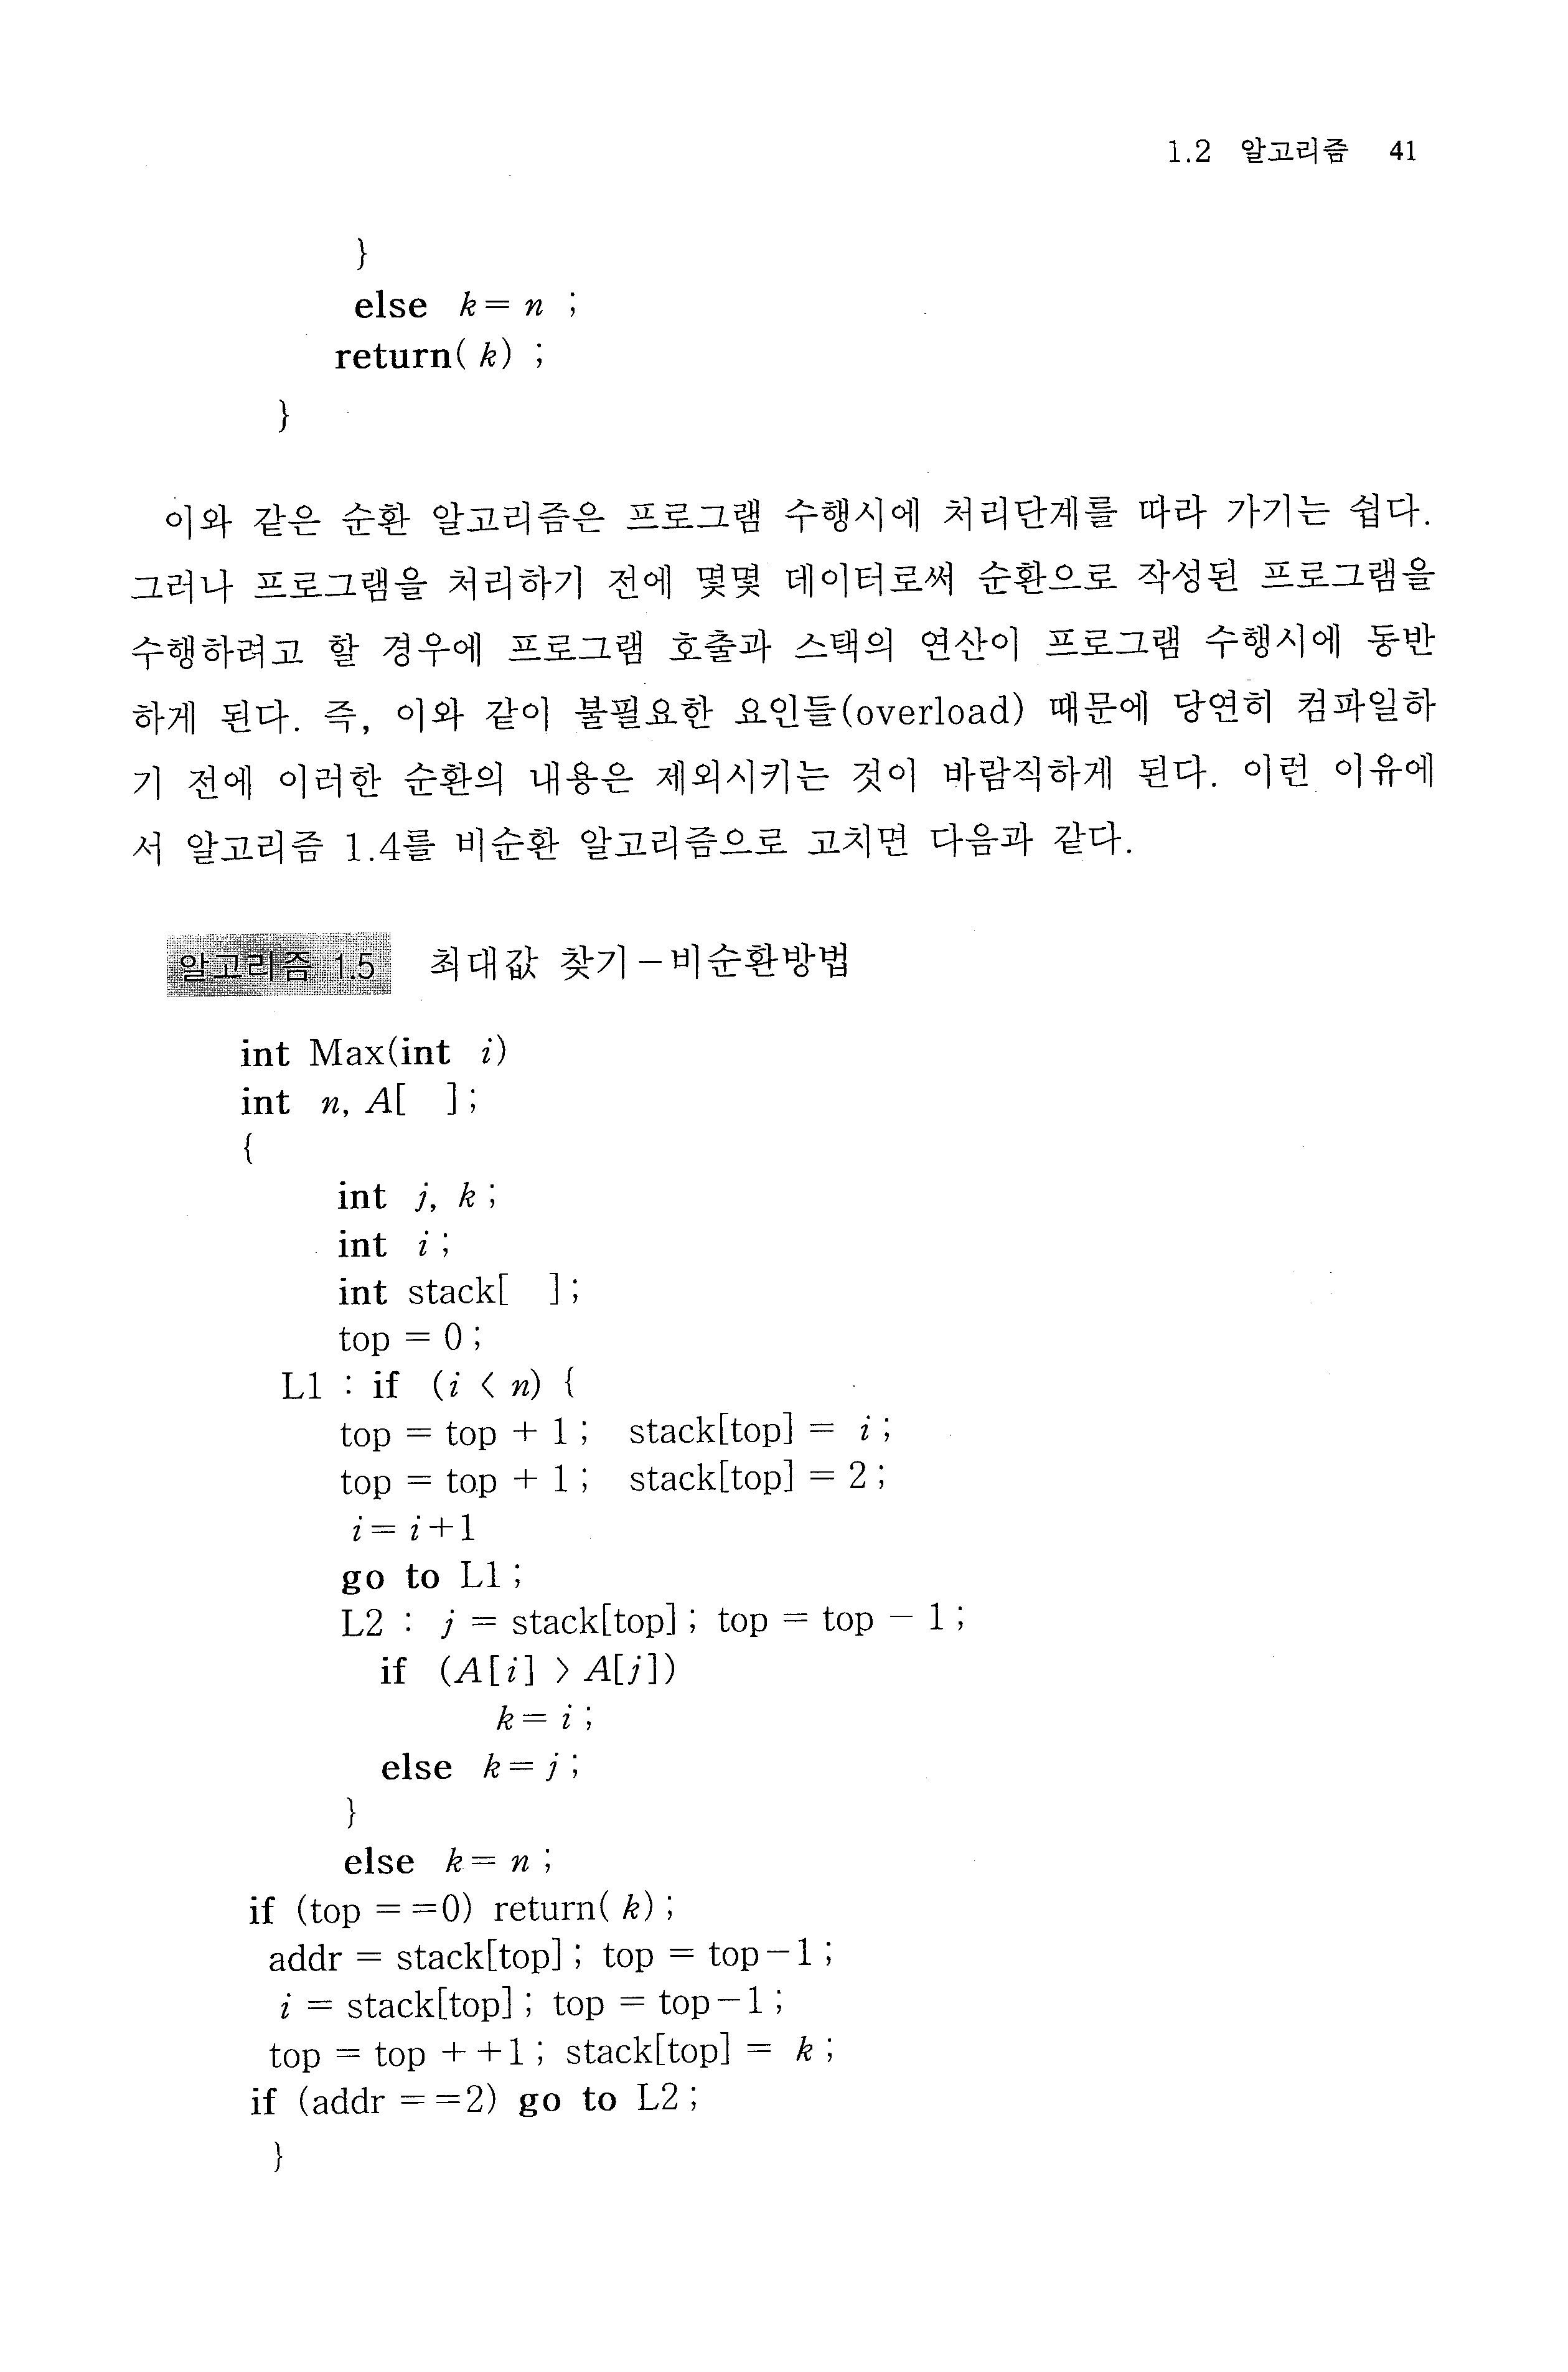 1.2 알고리즘 41
}
else k= n ;
return( k) ;
}
이와 같은 순환 알고리즘은 프로그램 수행시에 처리단계를 따라 가기는 쉽다.
그러나 프로그램을 처리하기 전에 몇몇 데이터로써 순환으로 작성된 프로그램을
수행하려고 할 경우에 프로그램 호출과 스택의 연산이 프로그램 수행시에 동반
하게 된다. 즉, 이와 같이 불필요한 요인들(overload) 때문에 당연히 컴파일하
기 전에 이러한 순환의 내용은 제외시키는 것이 바람직하게 된다. 이런 이유에
서 알고리즘 1.4를 비순환 알고리즘으로 고치면 다음과 같다.
알고리즘 1.5 최대값 찾기-비순환방법
int Max(int i)
int n, A[ ] ;
{
int j, k ;
int i ;
int stack[ ] ;
top = 0 ;
L1 : if (i < n) {
top = top + 1 ; stack[top] = i ;
top = top + 1 ; stack[top] = 2 ;
i= i+1
go to L1 ;
L2 : j = stack[top] ; top = top - 1 ;
if (A[i] > A[j])
k= i ;
else k= j ;
}
else k= n ;
if (top = =0) return( k) ;
addr = stack[top] ; top = top-1 ;
i = stack[top] ; top = top-1 ;
top = top + +1 ; stack[top] = k ;
if (addr = =2) go to L2 ;
}